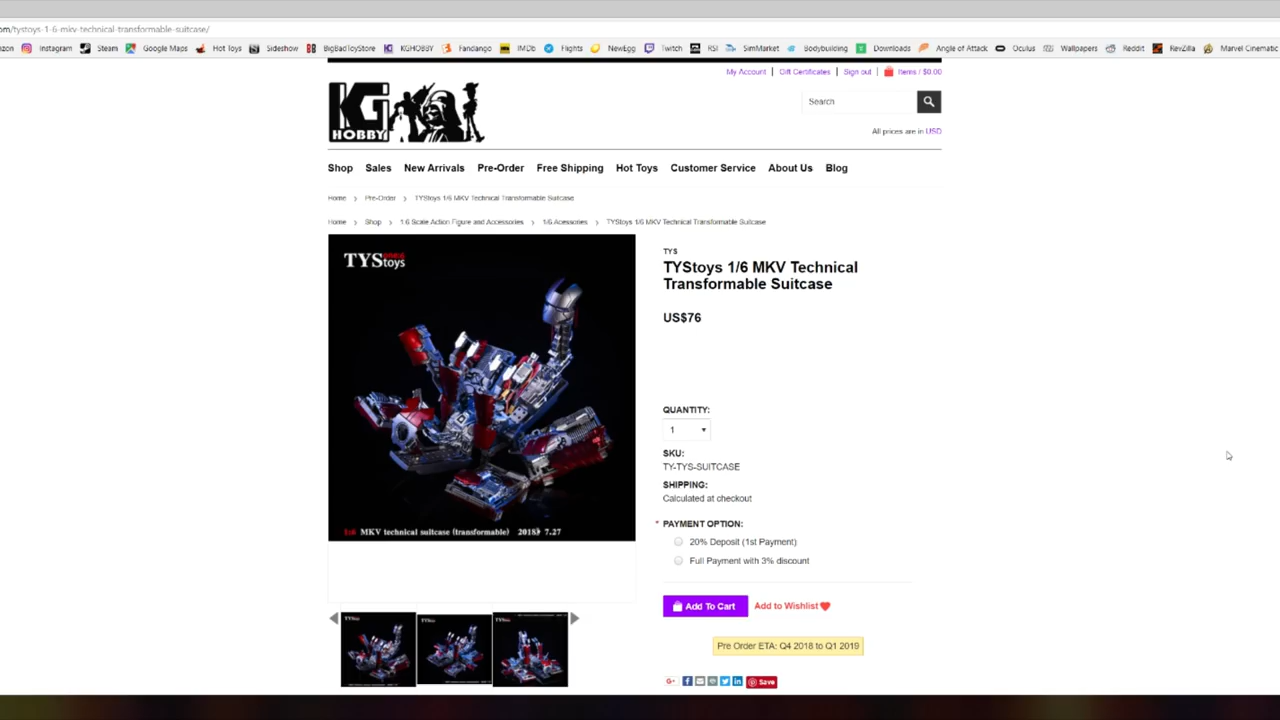 om/tystoys-1-6-mkv-technical-transformable-suitcase/
zon Instagram Steam Google Maps Hot Toys Sideshow BigBadToyStore KGHOBBY Fandango IMDb Flights NewEgg Twitch RSI SimMarket Bodybuilding Downloads Angle of Attack Oculus Wallpapers Reddit RevZilla Marvel Cinematic
My Account | Gift Certificates | Sign out | Items / $0.00
KG
HOBBY
Search
All prices are in USD
Shop Sales New Arrivals Pre-Order Free Shipping Hot Toys Customer Service About Us Blog
Home > Pre-Order > TYStoys 1/6 MKV Technical Transformable Suitcase
Home > Shop > 1:6 Scale Action Figure and Accessories > 1/6 Acessories > TYStoys 1/6 MKV Technical Transformable Suitcase
TYStoys
TYS
TYStoys 1/6 MKV Technical
Transformable Suitcase
US$76
QUANTITY:
1
SKU:
TY-TYS-SUITCASE
SHIPPING:
Calculated at checkout
* PAYMENT OPTION:
20% Deposit (1st Payment)
Full Payment with 3% discount
1:6 MKV technical suitcase (transformable) 2018 7.27
Add To Cart Add to Wishlist
Pre Order ETA: Q4 2018 to Q1 2019
G+ Save